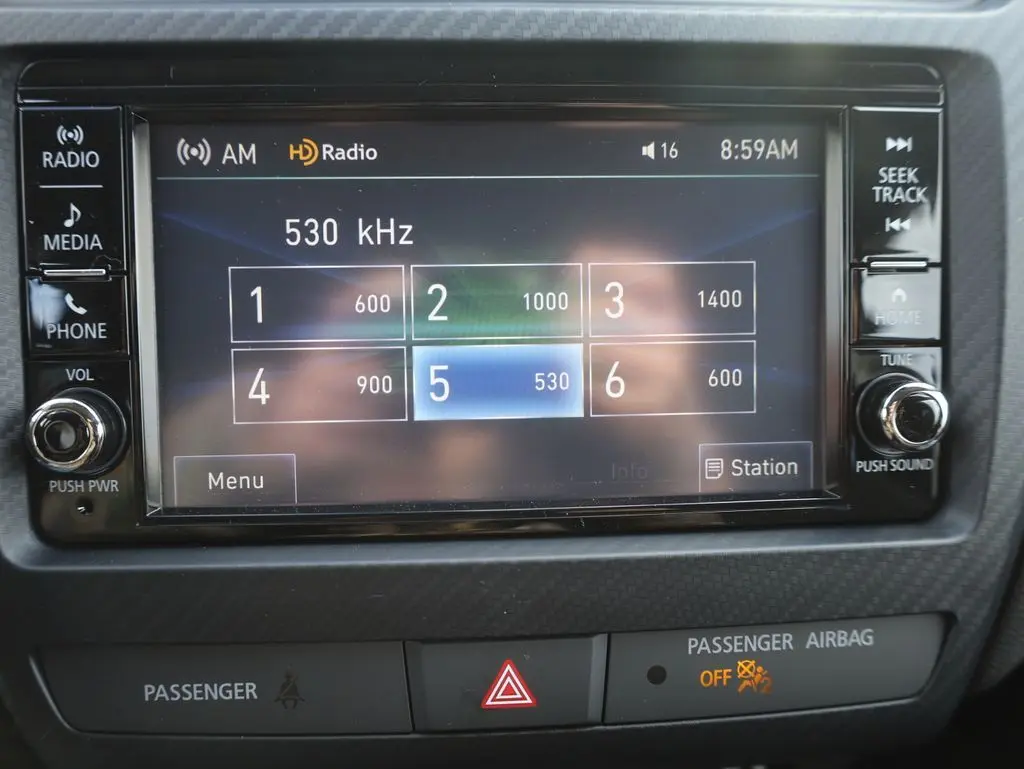 RADIO
MEDIA
PHONE
VOL
PUSH PWR
AM HD Radio 16 8:59AM
530 kHz
1 600
2 1000
3 1400
4 900
5 530
6 600
Menu
Info
Station
SEEK
TRACK
HOME
TUNE
PUSH SOUND
PASSENGER
PASSENGER AIRBAG
OFF
2